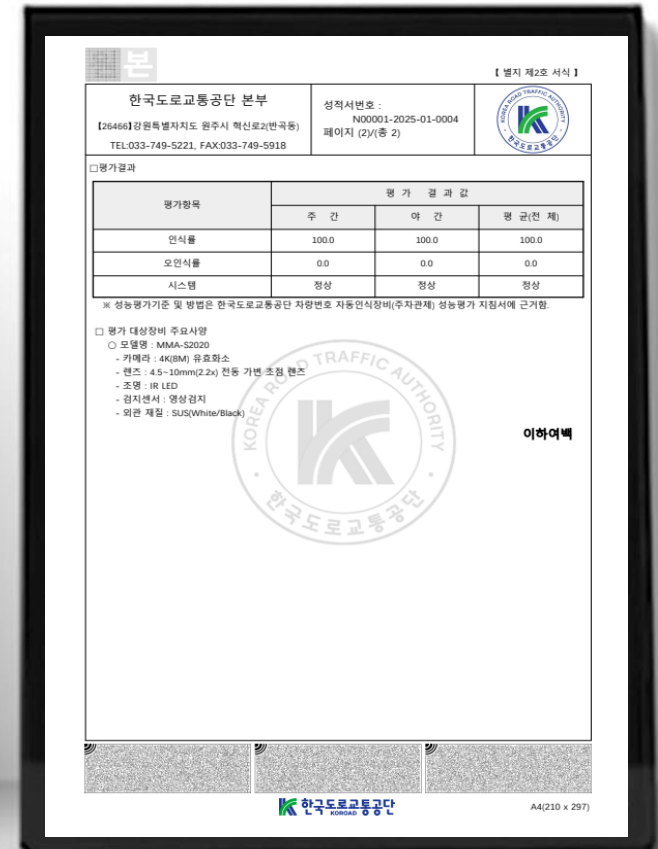 본
【 별지 제2호 서식 】
한국도로교통공단 본부
【26466】강원특별자치도 원주시 혁신로2(반곡동)
TEL:033-749-5221, FAX:033-749-5918
성적서번호 :
N00001-2025-01-0004
페이지 (2)/(총 2)
KOREA ROAD TRAFFIC AUTHORITY
한국도로교통공단
□평가결과
평가항목
평 가 결 과 값
주 간
야 간
평 균(전 체)
인식률
100.0
100.0
100.0
오인식률
0.0
0.0
0.0
시스템
정상
정상
정상
※ 성능평가기준 및 방법은 한국도로교통공단 차량번호 자동인식장비(주차관제) 성능평가 지침서에 근거함.
□ 평가 대상장비 주요사양
○ 모델명 : MMA-S2020
- 카메라 : 4K(8M) 유효화소
- 렌즈 : 4.5~10mm(2.2x) 전동 가변 초점 렌즈
- 조명 : IR LED
- 검지센서 : 영상검지
- 외관 재질 : SUS(White/Black)
이하여백
KOREA ROAD TRAFFIC AUTHORITY
한국도로교통공단
한국도로교통공단
KOROAD
A4(210 x 297)